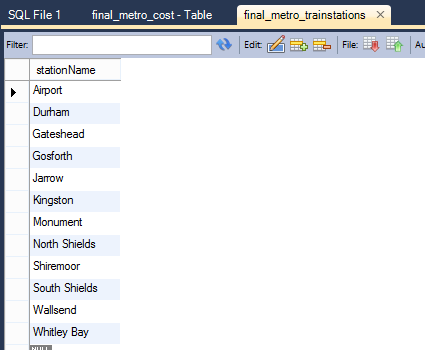 SQL File 1 final_metro_cost - Table final_metro_trainstations
Filter: Edit: File: Au
stationName
Airport
Durham
Gateshead
Gosforth
Jarrow
Kingston
Monument
North Shields
Shiremoor
South Shields
Wallsend
Whitley Bay